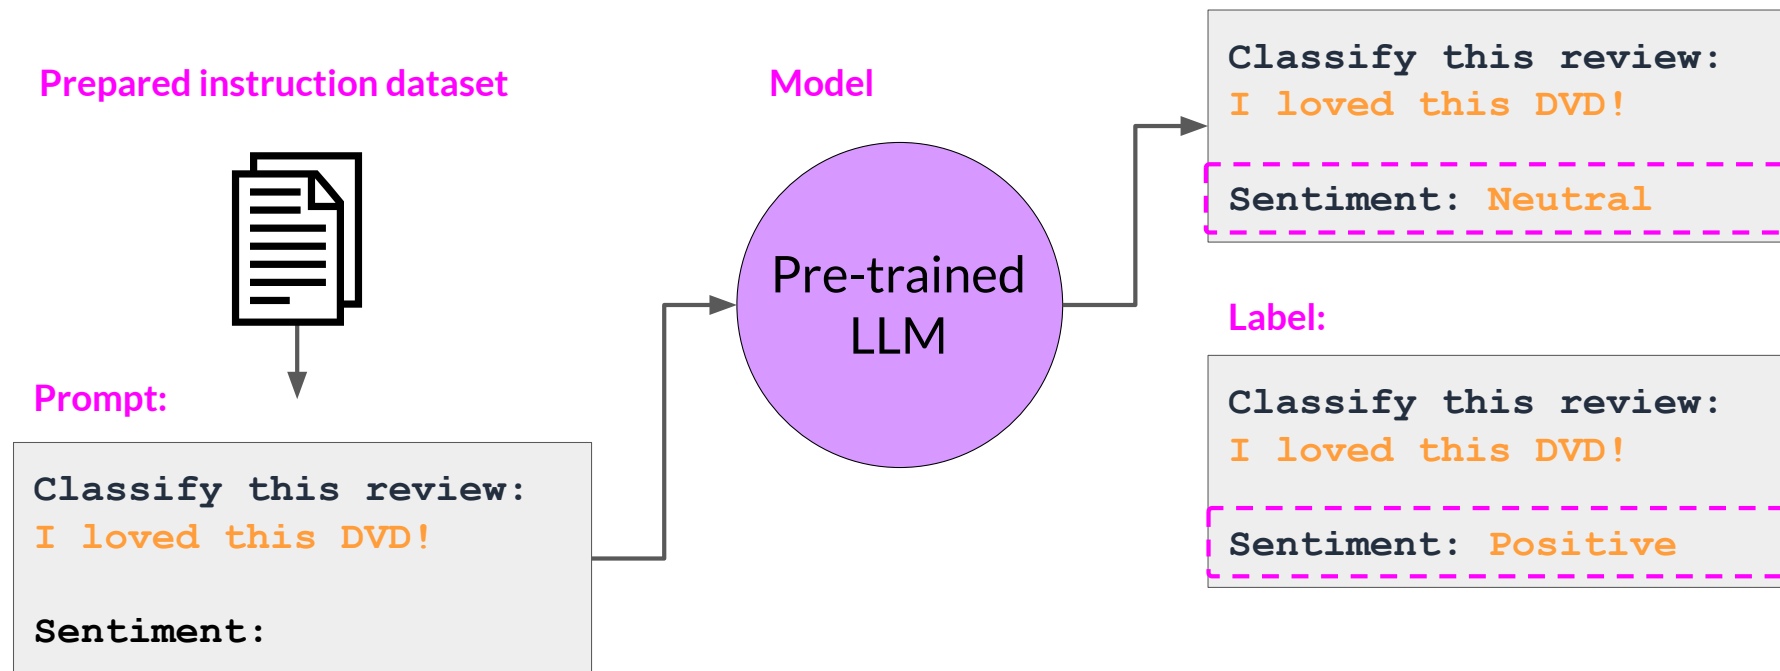 Prepared instruction dataset
Prompt:
Classify this review:
I loved this DVD!
Sentiment:
Model
Pre-trained
LLM
Classify this review:
I loved this DVD!
Sentiment: Neutral
Label:
Classify this review:
I loved this DVD!
Sentiment: Positive